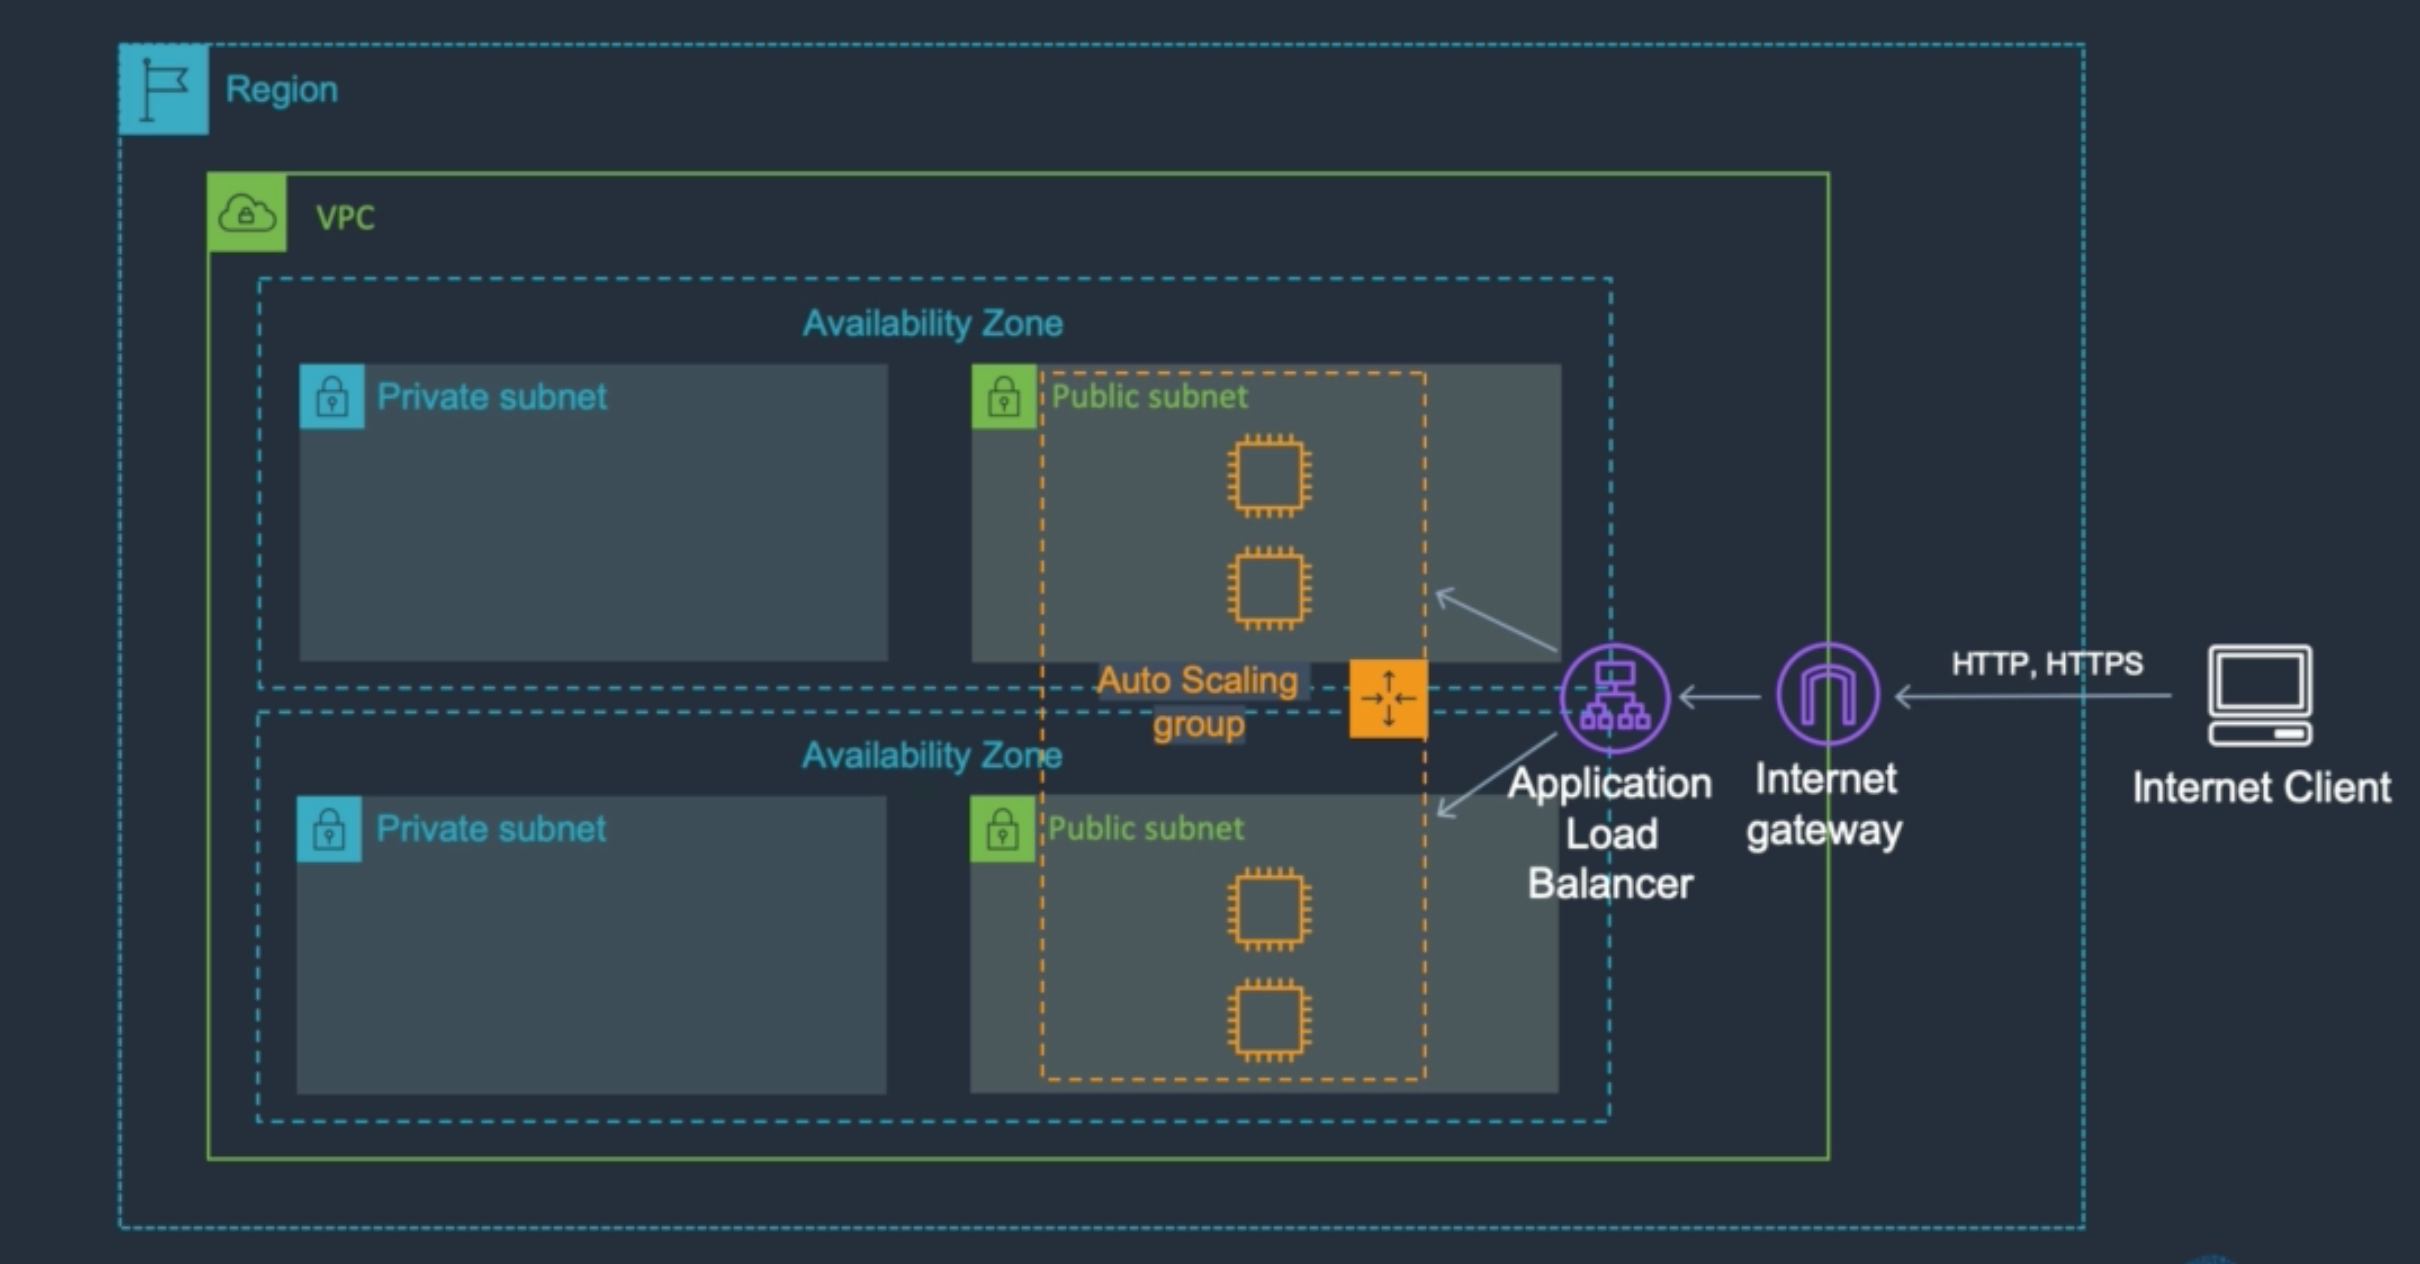 Region
VPC
Availability Zone
Private subnet
Public subnet
Auto Scaling
group
Availability Zone
Private subnet
Public subnet
Application
Load
Balancer
Internet
gateway
HTTP, HTTPS
Internet Client